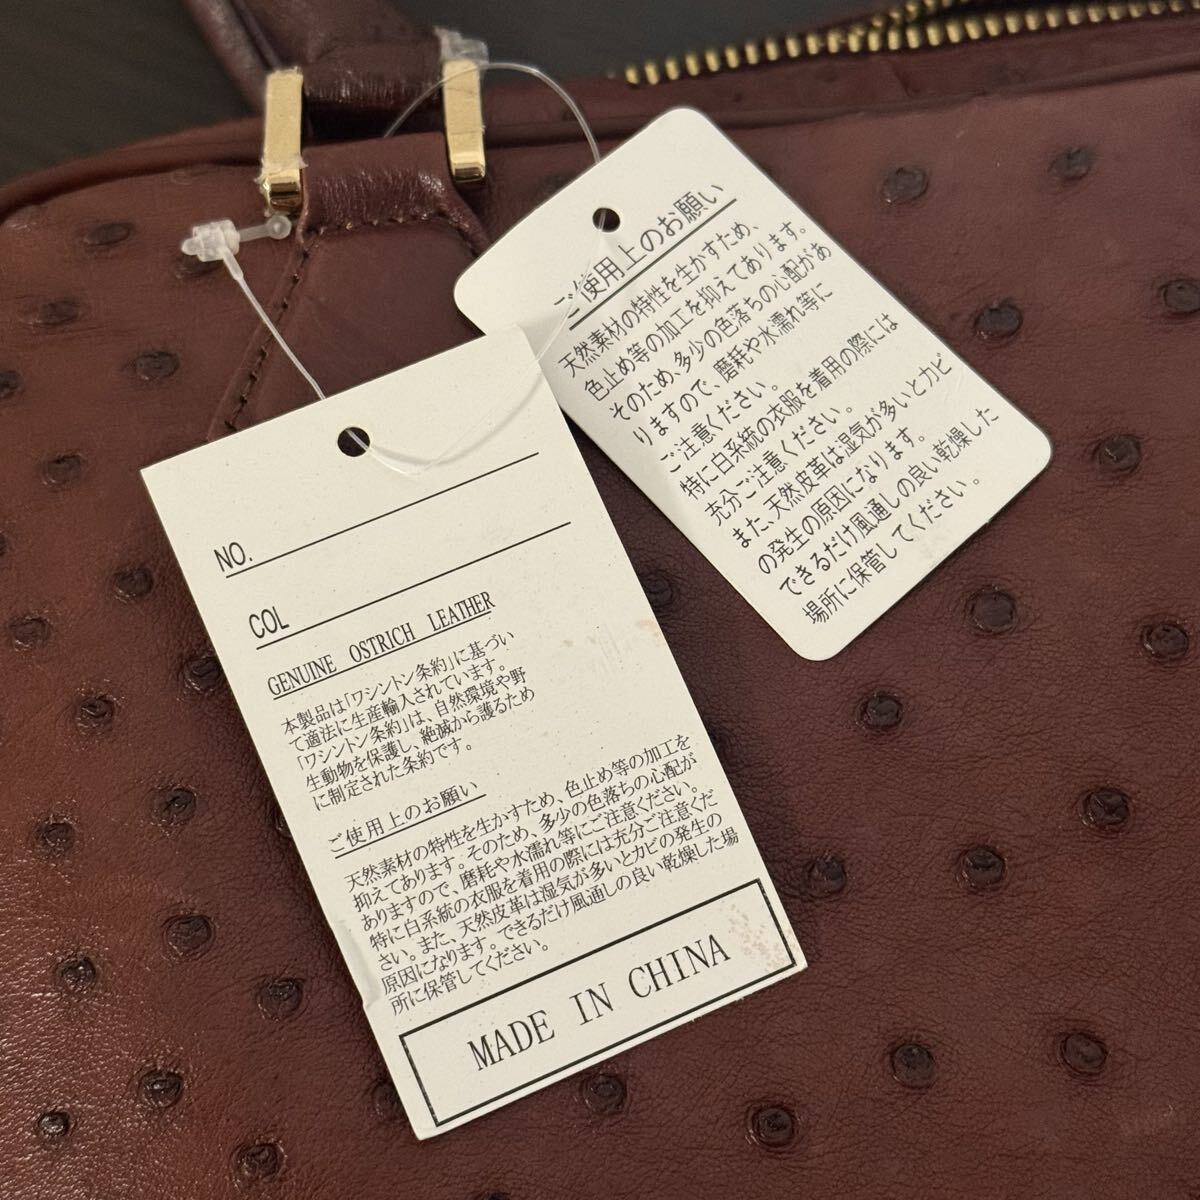 NO.
COL
GENUINE OSTRICH LEATHER
本製品は「ワシントン条約」に基づい
て適法に生産輸入されています。
「ワシントン条約」は、自然環境や野
生動物を保護し、絶滅から護るため
に制定された条約です。
ご使用上のお願い
天然素材の特性を生かすため、色止め等の加工を
抑えてあります。そのため、多少の色落ちの心配が
ありますので、磨耗や水濡れ等にご注意ください。
特に白系統の衣服を着用の際には充分ご注意くだ
さい。また、天然皮革は湿気が多いとカビの発生の
原因になります。できるだけ風通しの良い乾燥した場
所に保管してください。
MADE IN CHINA
ご使用上のお願い
天然素材の特性を生かすため、
色止め等の加工を抑えてあります。
そのため、多少の色落ちの心配があ
りますので、磨耗や水濡れ等に
ご注意ください。
特に白系統の衣服を着用の際には
充分ご注意ください。
また、天然皮革は湿気が多いとカビ
の発生の原因になります。
できるだけ風通しの良い乾燥した
場所に保管してください。